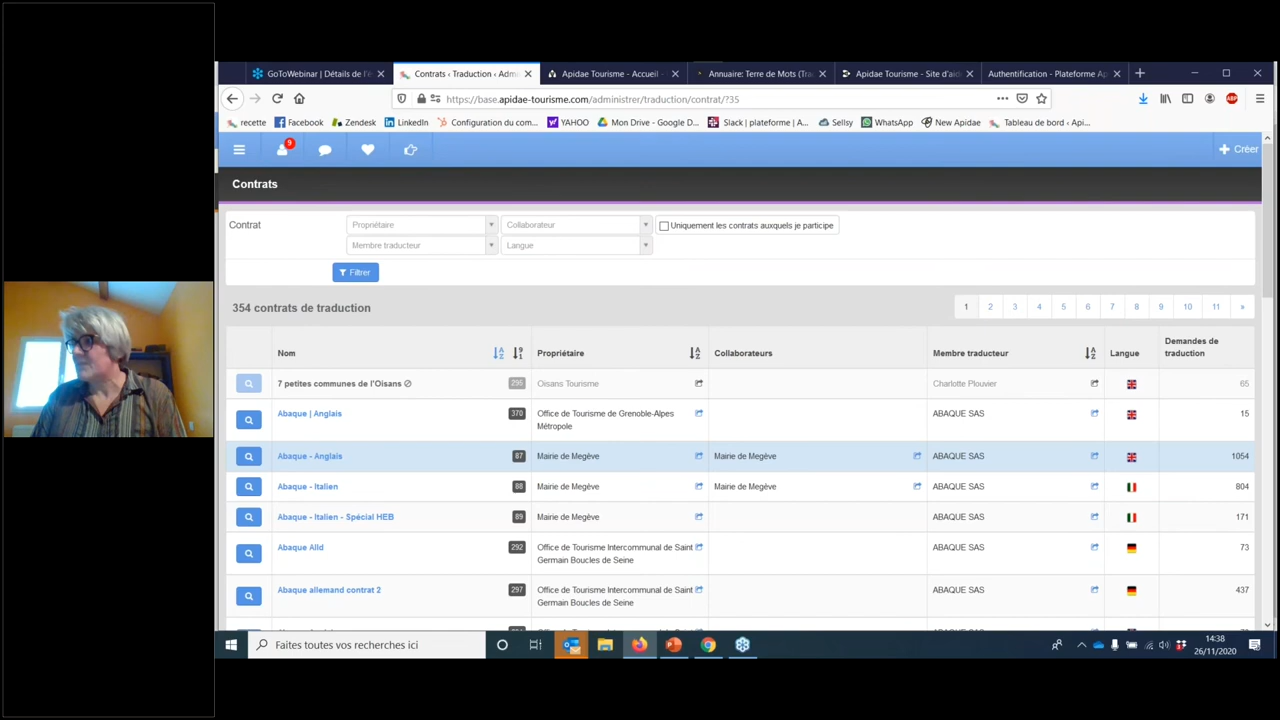 GoToWebinar | Détails de l'é
Contrats ‹ Traduction ‹ Adm
Apidae Tourisme - Accueil -
Annuaire: Terre de Mots (Tra
Apidae Tourisme - Site d'aid
Authentification - Plateforme Ap
https://base.apidae-tourisme.com/administrer/traduction/contrat/?35
ABP
recette
Facebook
Zendesk
LinkedIn
Configuration du com...
YAHOO
Mon Drive - Google D...
Slack | plateforme | A...
Sellsy
WhatsApp
New Apidae
Tableau de bord ‹ Api...
9
Créer
Contrats
Contrat
Propriétaire
Collaborateur
Uniquement les contrats auxquels je participe
Membre traducteur
Langue
Filtrer
354 contrats de traduction
1 2 3 4 5 6 7 8 9 10 11 »
Nom
Propriétaire
Collaborateurs
Membre traducteur
Langue
Demandes de
traduction
7 petites communes de l'Oisans
296
Oisans Tourisme
Charlotte Plouvier
65
Abaque | Anglais
370
Office de Tourisme de Grenoble-Alpes
Métropole
ABAQUE SAS
15
Abaque - Anglais
87
Mairie de Megève
Mairie de Megève
ABAQUE SAS
1054
Abaque - Italien
88
Mairie de Megève
Mairie de Megève
ABAQUE SAS
804
Abaque - Italien - Spécial HEB
89
Mairie de Megève
ABAQUE SAS
171
Abaque Alld
292
Office de Tourisme Intercommunal de Saint
Germain Boucles de Seine
ABAQUE SAS
73
Abaque allemand contrat 2
297
Office de Tourisme Intercommunal de Saint
Germain Boucles de Seine
ABAQUE SAS
437
Faites toutes vos recherches ici
14:38
26/11/2020